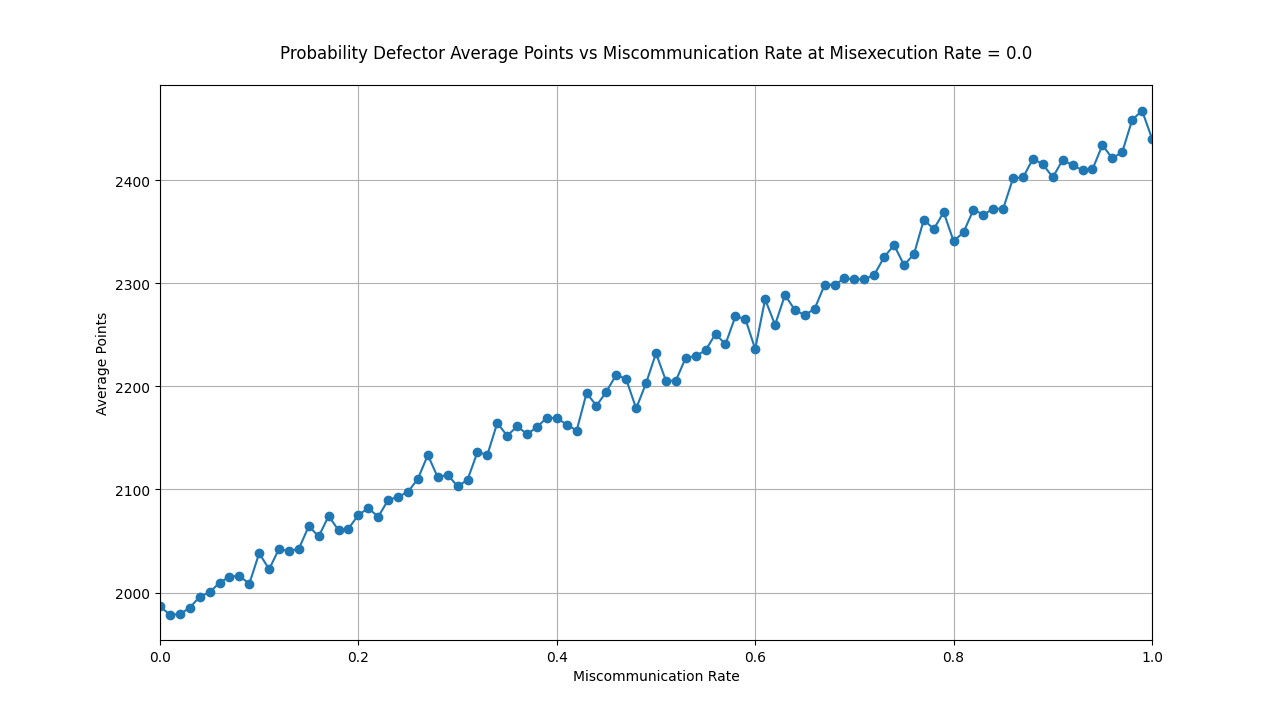 Probability Defector Average Points vs Miscommunication Rate at Misexecution Rate = 0.0
Average Points
2400
2300
2200
2100
2000
0.0 0.2 0.4 0.6 0.8 1.0
Miscommunication Rate